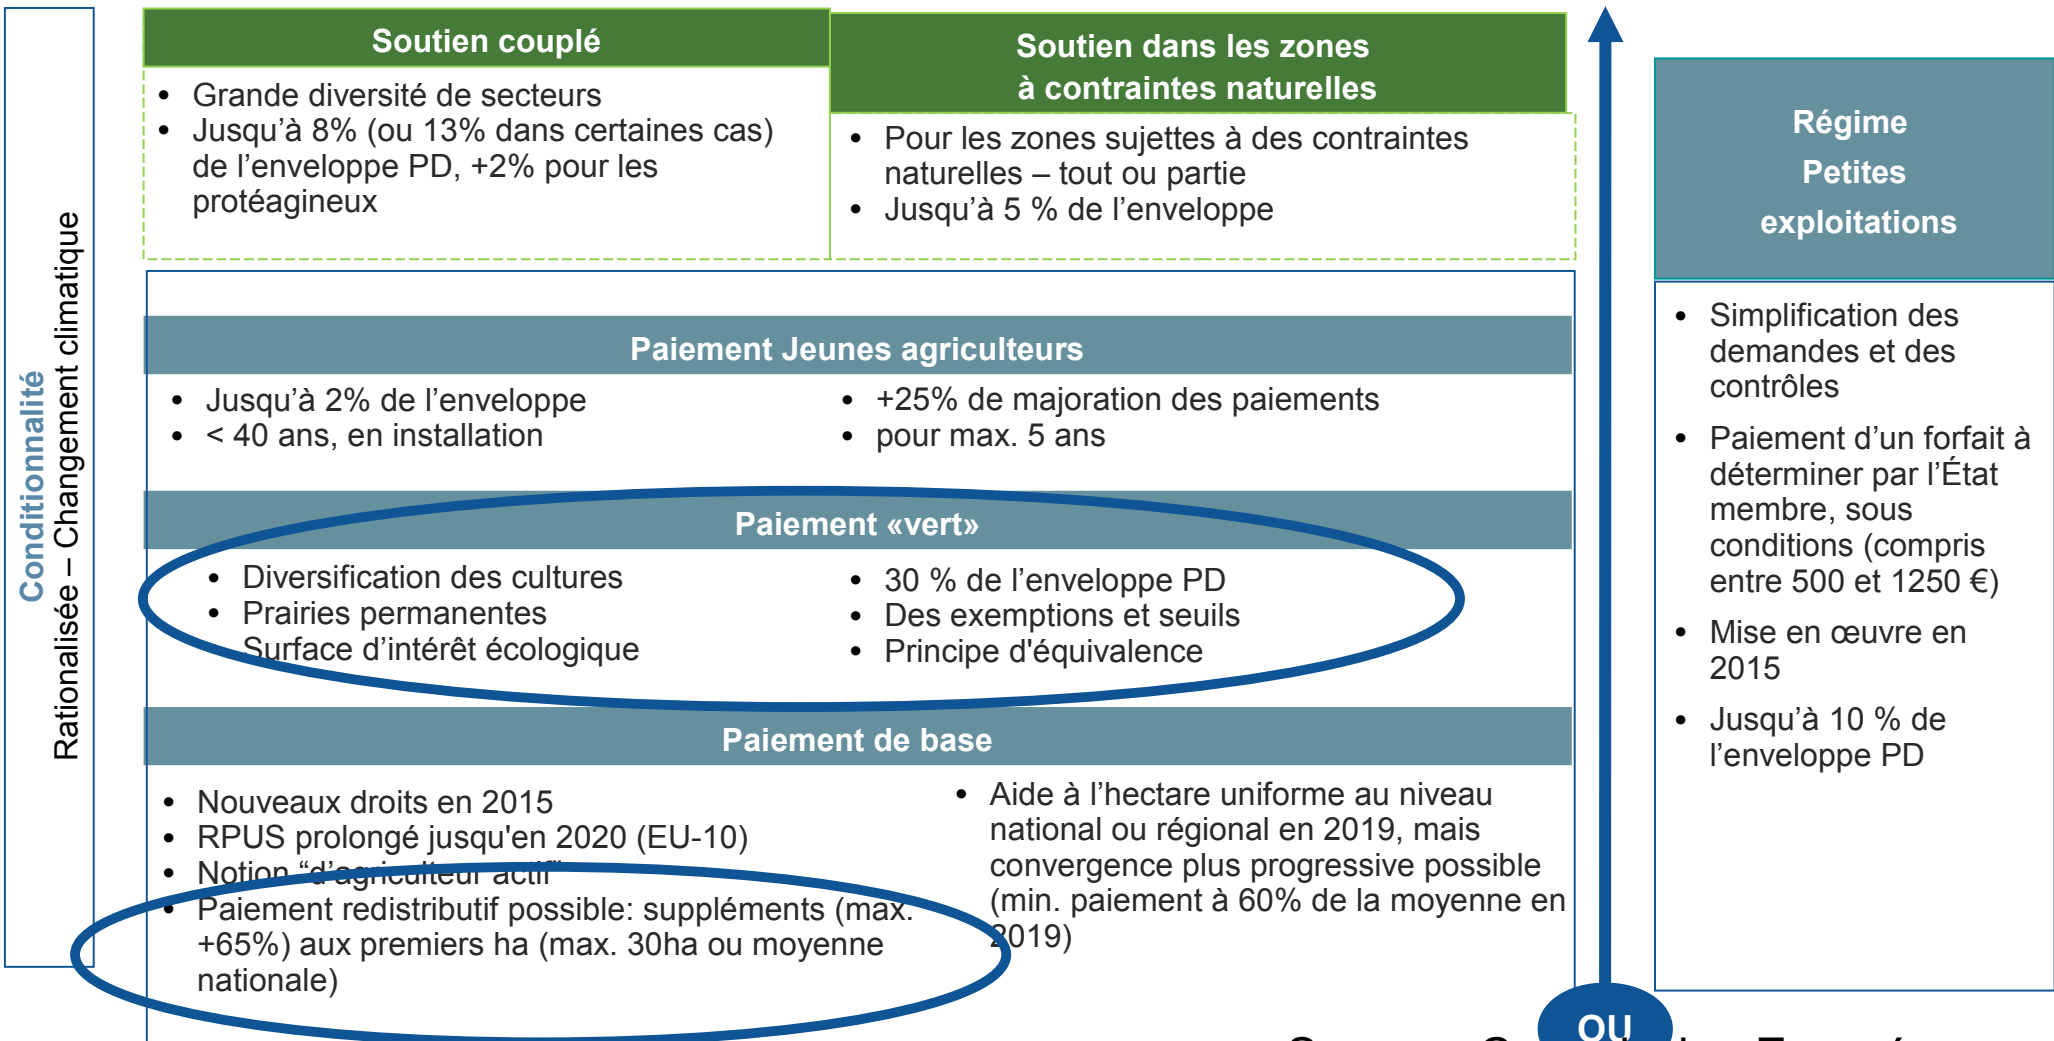 Conditionnalité
Rationalisée – Changement climatique
Soutien couplé
• Grande diversité de secteurs
• Jusqu’à 8% (ou 13% dans certaines cas)
de l’enveloppe PD, +2% pour les
protéagineux
Soutien dans les zones
à contraintes naturelles
• Pour les zones sujettes à des contraintes
naturelles – tout ou partie
• Jusqu’à 5 % de l’enveloppe
Paiement Jeunes agriculteurs
• Jusqu’à 2% de l’enveloppe
• < 40 ans, en installation
• +25% de majoration des paiements
• pour max. 5 ans
Paiement «vert»
• Diversification des cultures
• Prairies permanentes
Surface d’intérêt écologique
• 30 % de l’enveloppe PD
• Des exemptions et seuils
• Principe d'équivalence
Paiement de base
• Nouveaux droits en 2015
• RPUS prolongé jusqu'en 2020 (EU-10)
• Notion “d’agriculteur actif”
• Paiement redistributif possible: suppléments (max.
+65%) aux premiers ha (max. 30ha ou moyenne
nationale)
• Aide à l’hectare uniforme au niveau
national ou régional en 2019, mais
convergence plus progressive possible
(min. paiement à 60% de la moyenne en
2019)
OU
Régime
Petites
exploitations
• Simplification des
demandes et des
contrôles
• Paiement d’un forfait à
déterminer par l’État
membre, sous
conditions (compris
entre 500 et 1250 €)
• Mise en œuvre en
2015
• Jusqu’à 10 % de
l’enveloppe PD